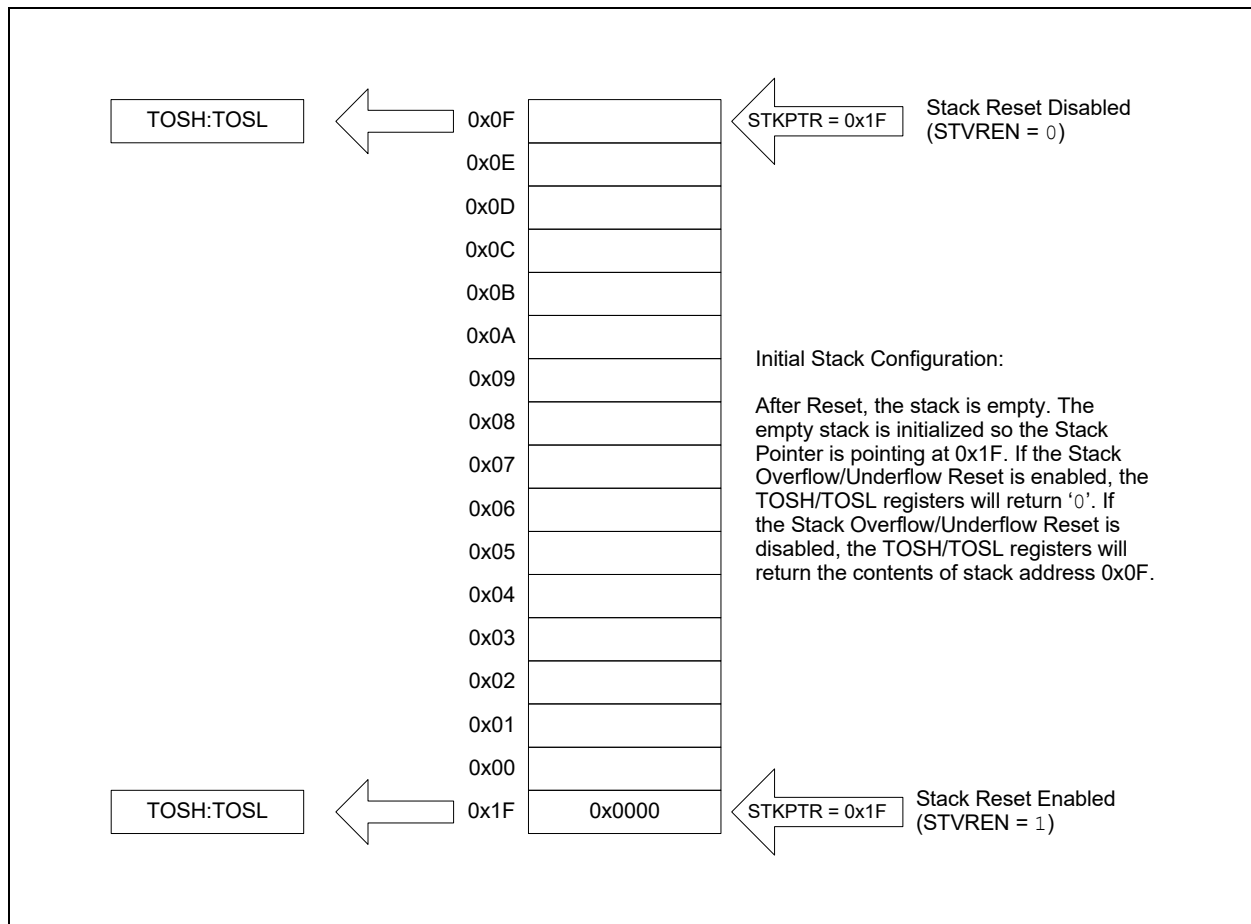 TOSH:TOSL
0x0F
STKPTR = 0x1F
Stack Reset Disabled
(STVREN = 0)
0x0E
0x0D
0x0C
0x0B
0x0A
0x09
0x08
0x07
0x06
0x05
0x04
0x03
0x02
0x01
0x00
Initial Stack Configuration:
After Reset, the stack is empty. The
empty stack is initialized so the Stack
Pointer is pointing at 0x1F. If the Stack
Overflow/Underflow Reset is enabled, the
TOSH/TOSL registers will return ‘0’. If
the Stack Overflow/Underflow Reset is
disabled, the TOSH/TOSL registers will
return the contents of stack address 0x0F.
TOSH:TOSL
0x1F
0x0000
STKPTR = 0x1F
Stack Reset Enabled
(STVREN = 1)